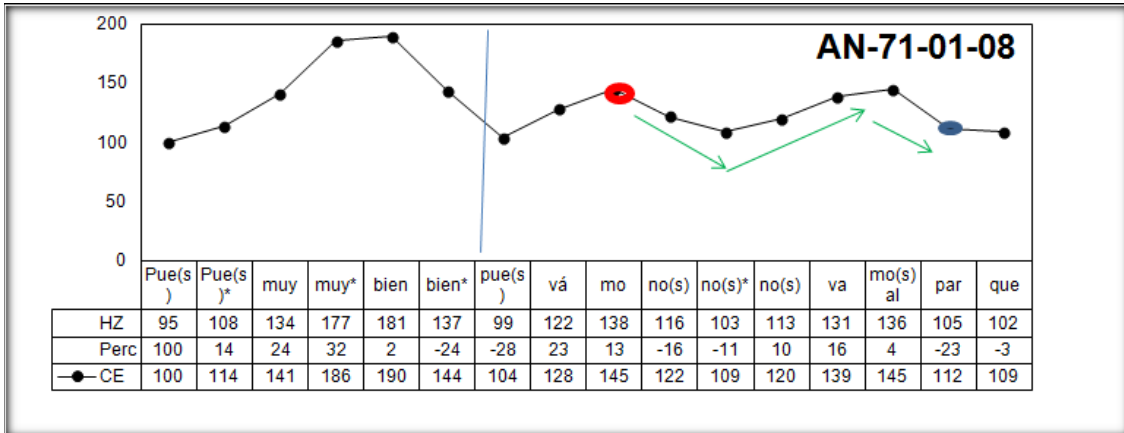 200
AN-71-01-08
150
100
50
0
Pue(s) Pue(s)* muy muy* bien bien* pue(s) vá mo no(s) no(s)* no(s) va mo(s)al par que
HZ 95 108 134 177 181 137 99 122 138 116 103 113 131 136 105 102
Perc 100 14 24 32 2 -24 -28 23 13 -16 -11 10 16 4 -23 -3
CE 100 114 141 186 190 144 104 128 145 122 109 120 139 145 112 109